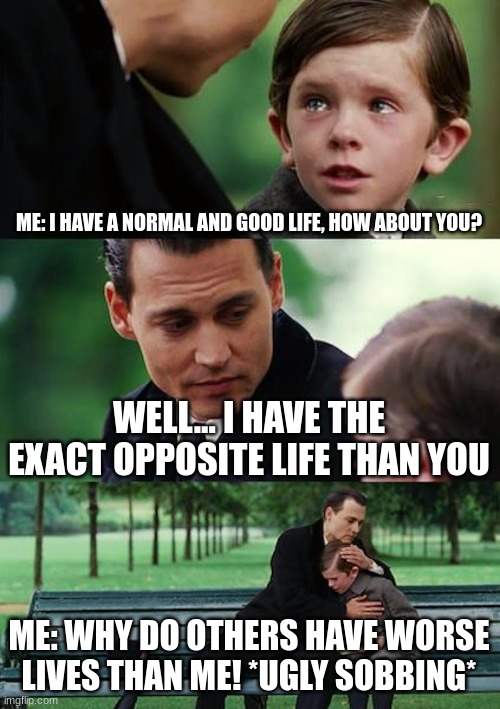 ME: I HAVE A NORMAL AND GOOD LIFE, HOW ABOUT YOU?
WELL... I HAVE THE
EXACT OPPOSITE LIFE THAN YOU
ME: WHY DO OTHERS HAVE WORSE
LIVES THAN ME! *UGLY SOBBING*
imgflip.com